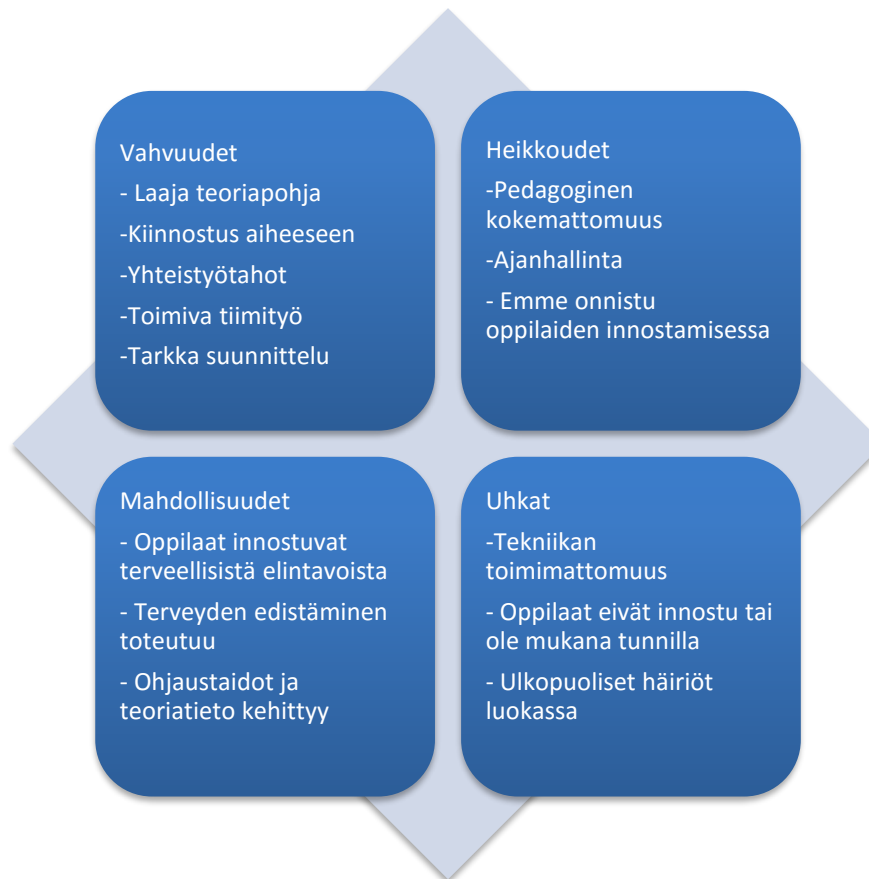 Vahvuudet
- Laaja teoriapohja
-Kiinnostus aiheeseen
-Yhteistyötahot
-Toimiva tiimityö
-Tarkka suunnittelu
Heikkoudet
-Pedagoginen
kokemattomuus
-Ajanhallinta
- Emme onnistu
oppilaiden innostamisessa
Mahdollisuudet
- Oppilaat innostuvat
terveellisistä elintavoista
- Terveyden edistäminen
toteutuu
- Ohjaustaidot ja
teoriatieto kehittyy
Uhkat
-Tekniikan
toimimattomuus
- Oppilaat eivät innostu tai
ole mukana tunnilla
- Ulkopuoliset häiriöt
luokassa